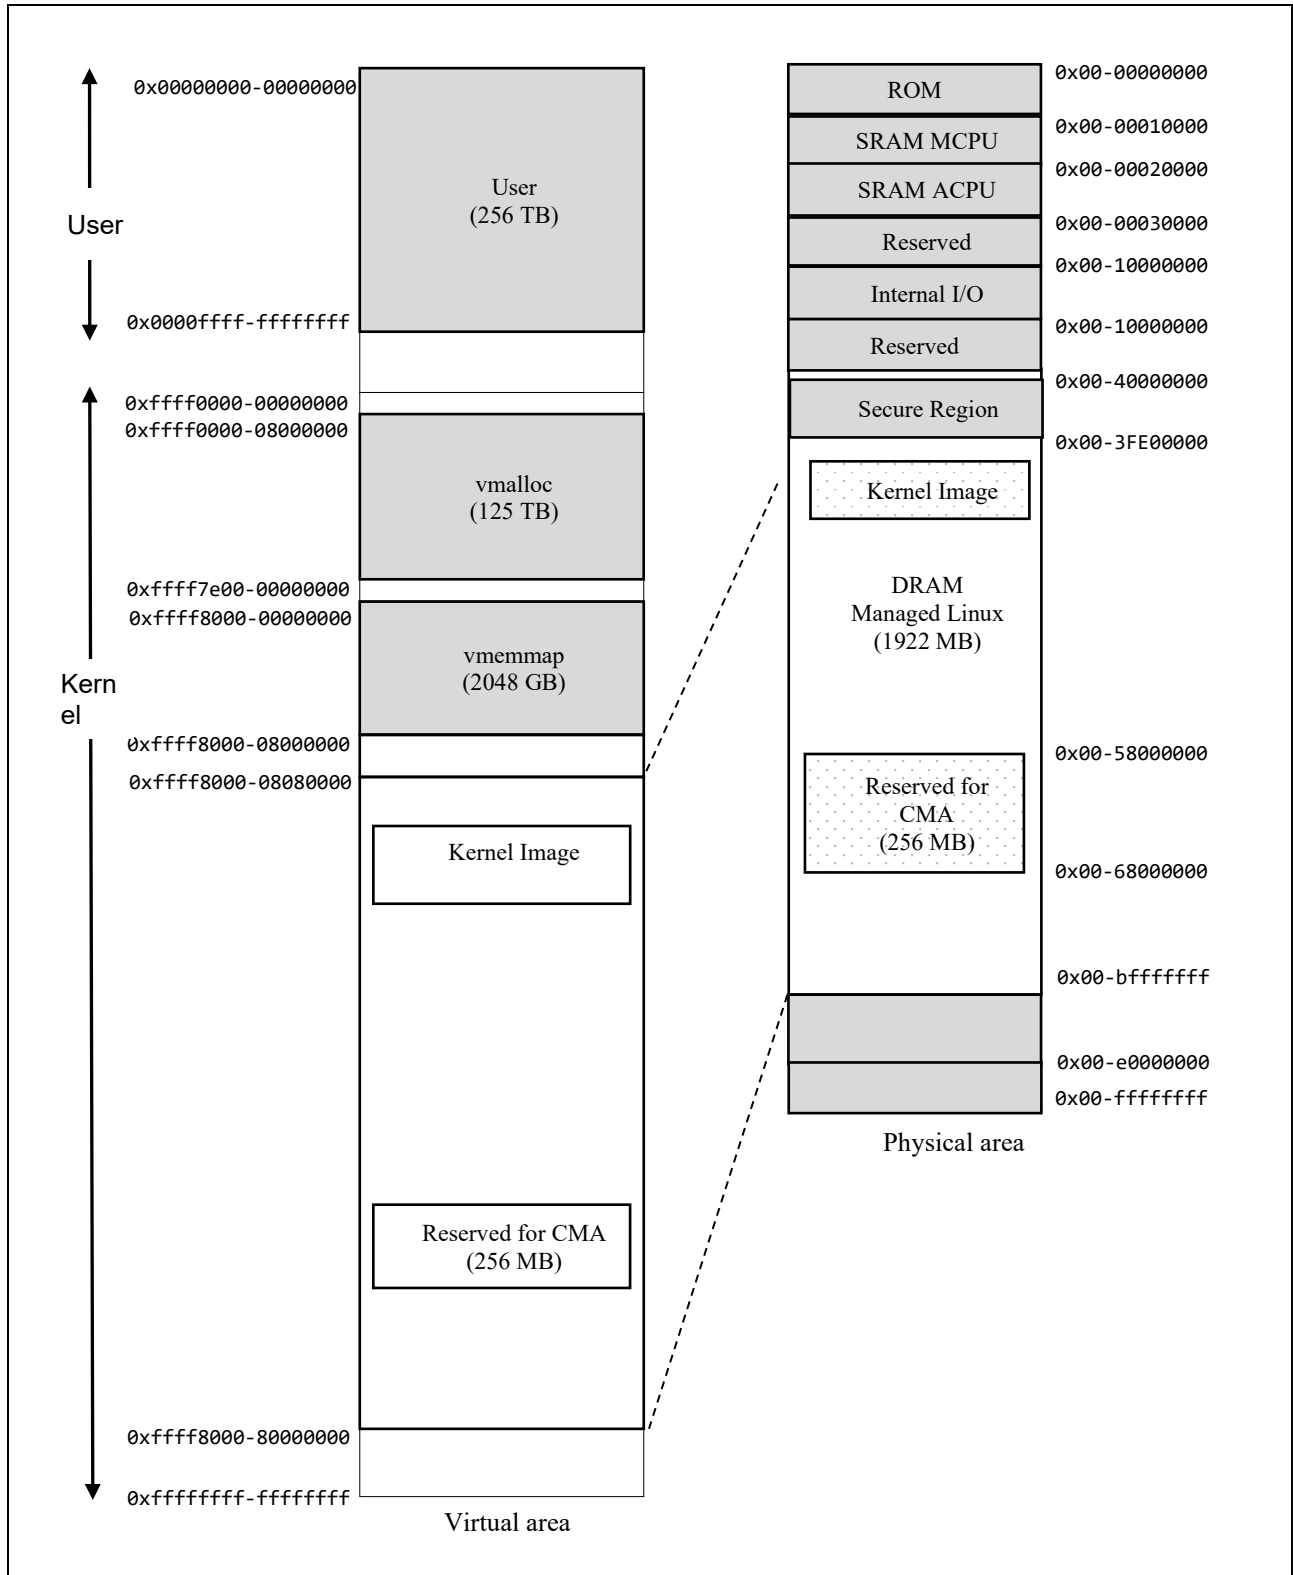 0x00000000-00000000
User
(256 TB)
User
0x0000ffff-ffffffff
0xffff0000-00000000
0xffff0000-08000000
vmalloc
(125 TB)
0xffff7e00-00000000
0xffff8000-00000000
vmemmap
(2048 GB)
Kern
el
0xffff8000-08000000
0xffff8000-08080000
Kernel Image
Reserved for CMA
(256 MB)
0xffff8000-80000000
0xffffffff-ffffffff
Virtual area
ROM
0x00-00000000
SRAM MCPU
0x00-00010000
SRAM ACPU
0x00-00020000
Reserved
0x00-00030000
Internal I/O
0x00-10000000
Reserved
0x00-10000000
Secure Region
0x00-40000000
0x00-3FE00000
Kernel Image
DRAM
Managed Linux
(1922 MB)
0x00-58000000
Reserved for
CMA
(256 MB)
0x00-68000000
0x00-bfffffff
0x00-e0000000
0x00-ffffffff
Physical area